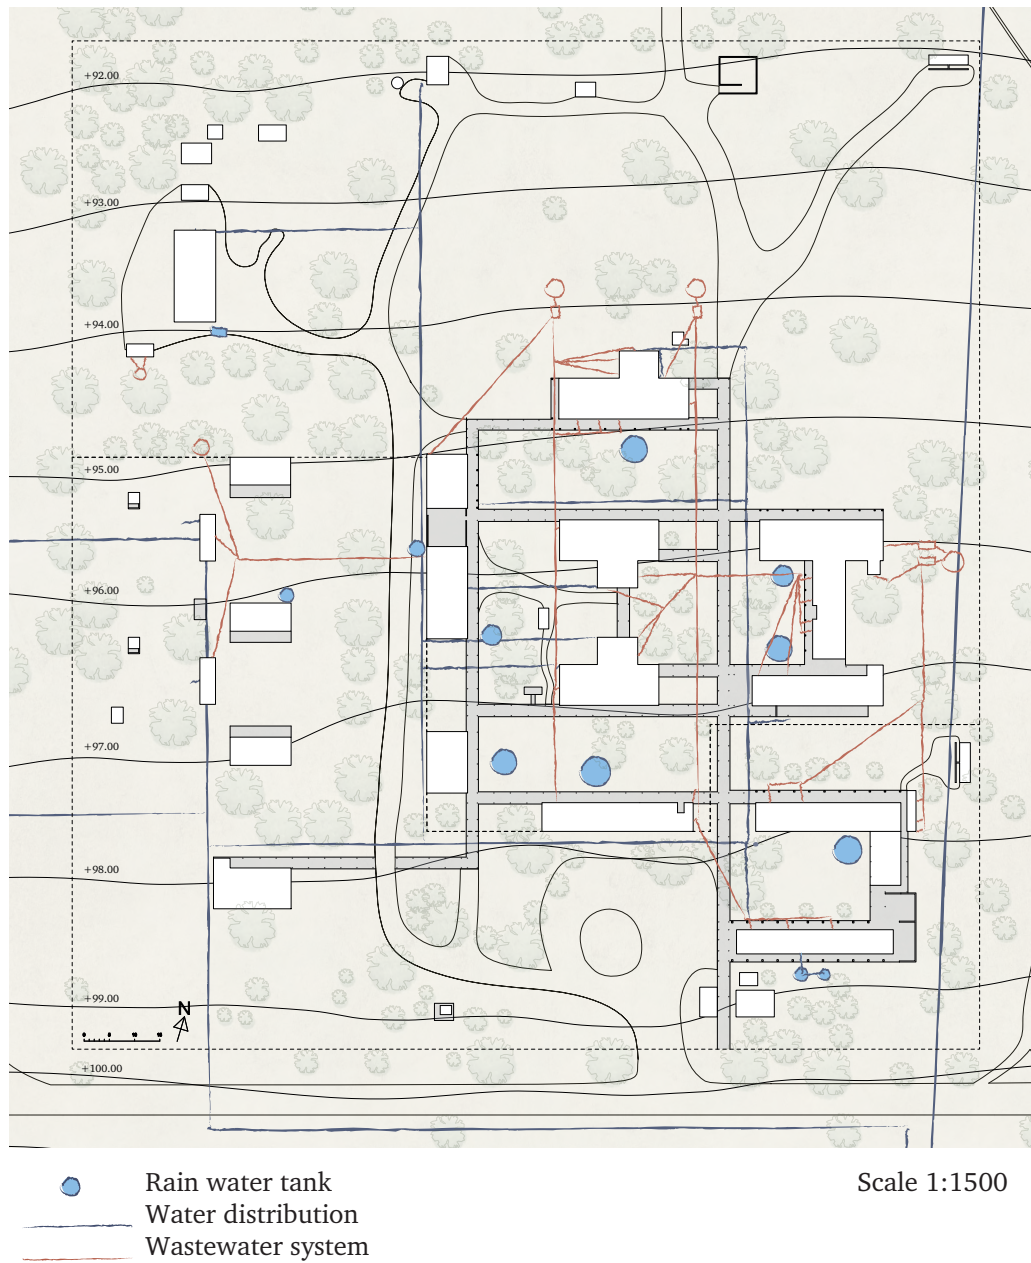 +92.00
+93.00
+94.00
+95.00
+96.00
+97.00
+98.00
+99.00
N
+100.00
Rain water tank
Scale 1:1500
Water distribution
Wastewater system